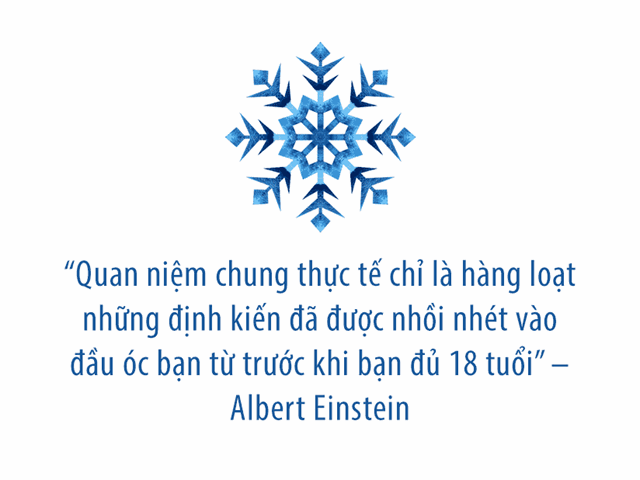 “Quan niệm chung thực tế chỉ là hàng loạt
những định kiến đã được nhồi nhét vào
đầu óc bạn từ trước khi bạn đủ 18 tuổi” –
Albert Einstein